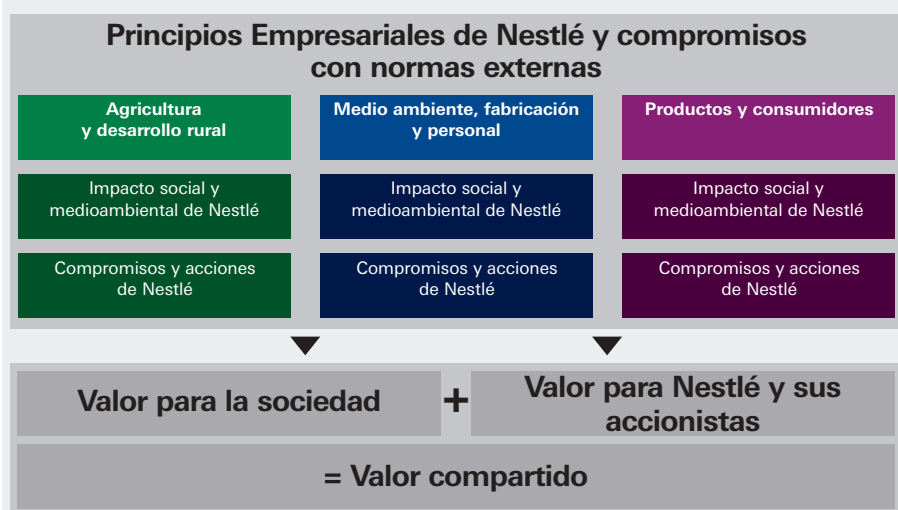 Principios Empresariales de Nestlé y compromisos
con normas externas
Agricultura
y desarrollo rural
Medio ambiente, fabricación
y personal
Productos y consumidores
Impacto social y
medioambiental de Nestlé
Impacto social y
medioambiental de Nestlé
Impacto social y
medioambiental de Nestlé
Compromisos y acciones
de Nestlé
Compromisos y acciones
de Nestlé
Compromisos y acciones
de Nestlé
Valor para la sociedad
+
Valor para Nestlé y sus
accionistas
= Valor compartido